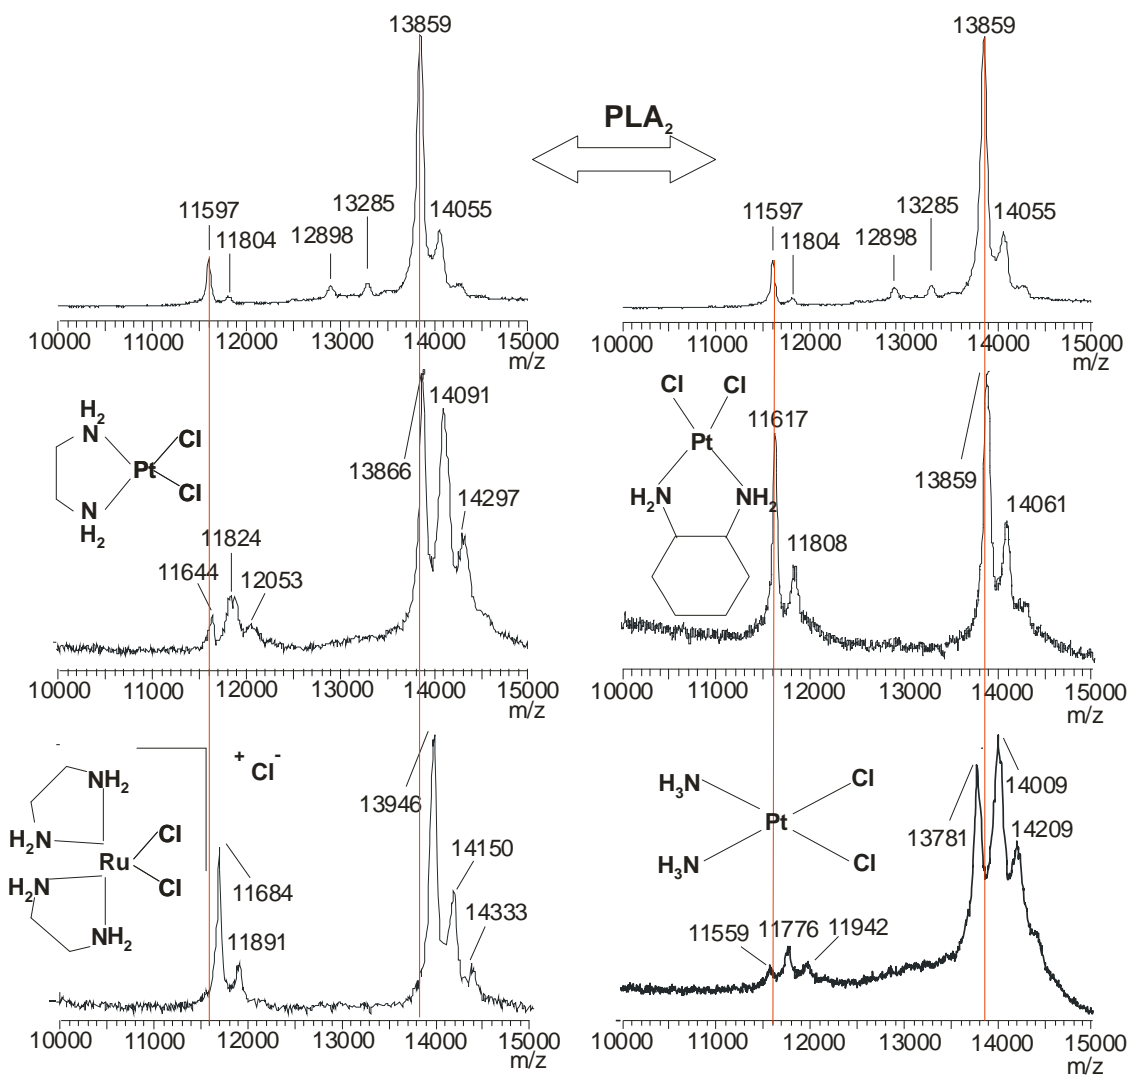 13859
13859
PLA2
11597
11804
12898
13285
14055
11597
11804
12898
13285
14055
10000 11000 12000 13000 14000 15000
m/z
10000 11000 12000 13000 14000 15000
m/z
H2
N
Pt
Cl
Cl
N
H2
13866
14091
14297
11824
11644
12053
10000 11000 12000 13000 14000 15000
m/z
Cl Cl
Pt
H2N NH2
11617
11808
13859
14061
10000 11000 12000 13000 14000 15000
m/z
NH2
H2N
Ru
Cl
Cl
H2N
NH2
+
Cl-
11684
11891
13946
14150
14333
10000 11000 12000 13000 14000 15000
m/z
H3N Cl
Pt
H3N Cl
11559
11776
11942
13781
14009
14209
10000 11000 12000 13000 14000 15000
m/z